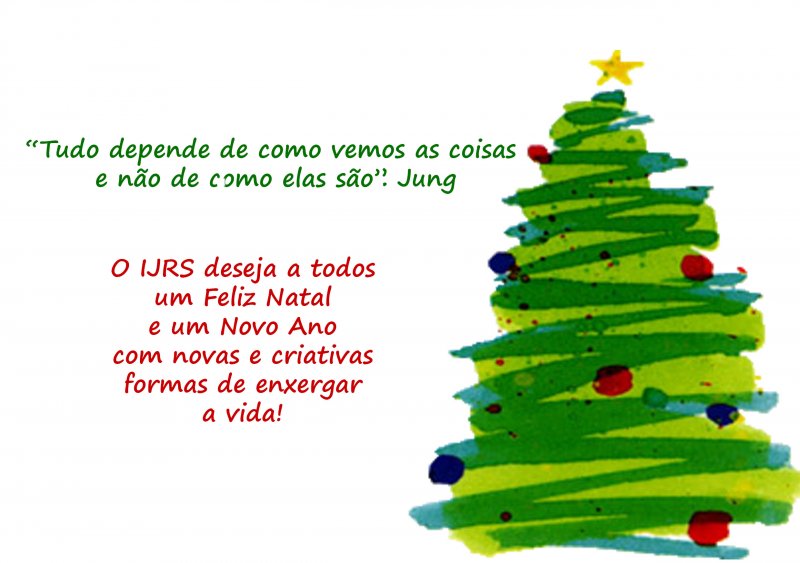 “Tudo depende de como vemos as coisas
e não de como elas são”. Jung
O IJRS deseja a todos
um Feliz Natal
e um Novo Ano
com novas e criativas
formas de enxergar
a vida!